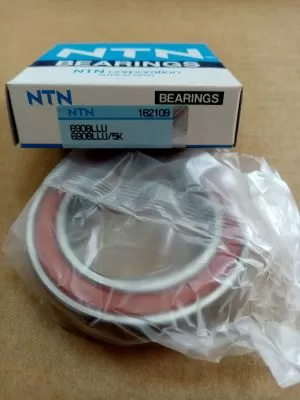 NTN
BEARINGS
NTN corporation
NTN
BEARINGS
NTN 162109
6908LLU
6908LLU/5K